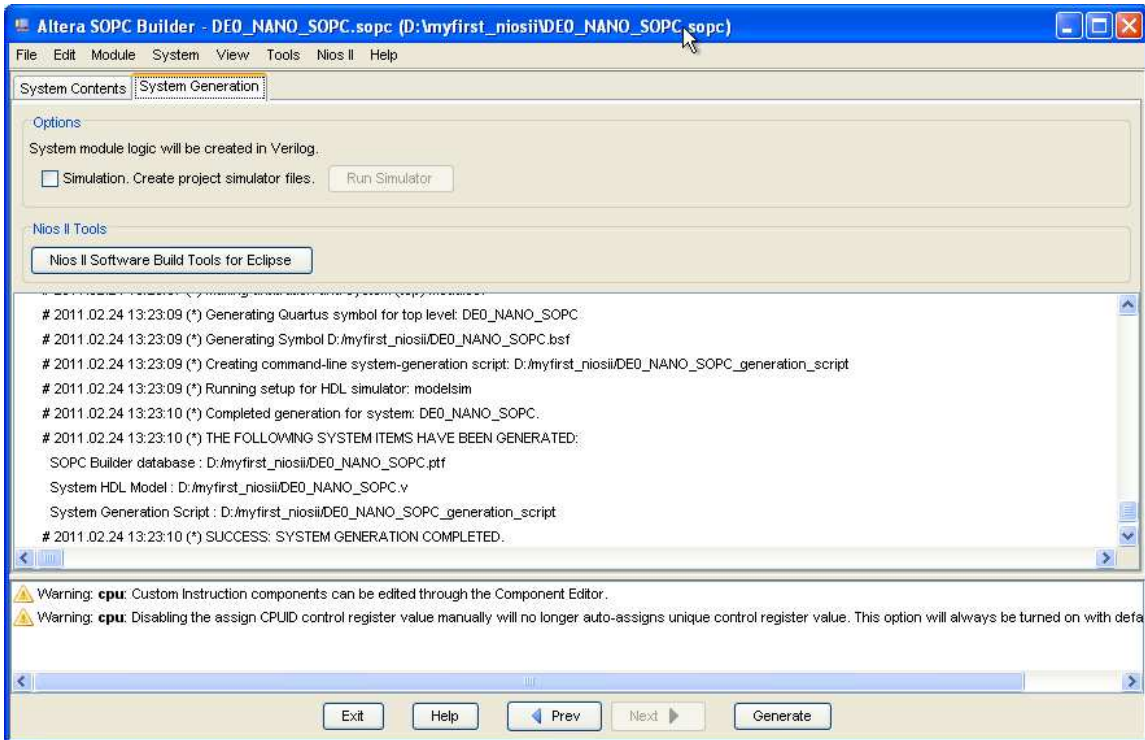 Altera SOPC Builder - DE0_NANO_SOPC.sopc (D:\myfirst_niosii\DE0_NANO_SOPC.sopc)
File Edit Module System View Tools Nios II Help
System Contents System Generation
Options
System module logic will be created in Verilog.
Simulation. Create project simulator files. Run Simulator
Nios II Tools
Nios II Software Build Tools for Eclipse
# 2011.02.24 13:23:09 (*) Generating Quartus symbol for top level: DE0_NANO_SOPC
# 2011.02.24 13:23:09 (*) Generating Symbol D:/myfirst_niosii/DE0_NANO_SOPC.bsf
# 2011.02.24 13:23:09 (*) Creating command-line system-generation script: D:/myfirst_niosii/DE0_NANO_SOPC_generation_script
# 2011.02.24 13:23:09 (*) Running setup for HDL simulator: modelsim
# 2011.02.24 13:23:10 (*) Completed generation for system: DE0_NANO_SOPC.
# 2011.02.24 13:23:10 (*) THE FOLLOWING SYSTEM ITEMS HAVE BEEN GENERATED:
SOPC Builder database : D:/myfirst_niosii/DE0_NANO_SOPC.ptf
System HDL Model : D:/myfirst_niosii/DE0_NANO_SOPC.v
System Generation Script : D:/myfirst_niosii/DE0_NANO_SOPC_generation_script
# 2011.02.24 13:23:10 (*) SUCCESS: SYSTEM GENERATION COMPLETED.
Warning: cpu: Custom Instruction components can be edited through the Component Editor.
Warning: cpu: Disabling the assign CPUID control register value manually will no longer auto-assigns unique control register value. This option will always be turned on with defa
Exit Help Prev Next Generate